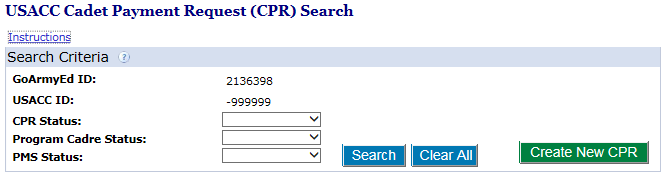 USACC Cadet Payment Request (CPR) Search
Instructions
Search Criteria ?
GoArmyEd ID: 2136398
USACC ID: -999999
CPR Status:
Program Cadre Status:
PMS Status: Search Clear All Create New CPR